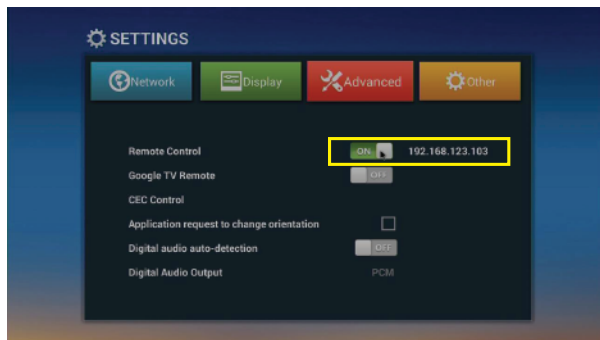 SETTINGS
Network Display Advanced Other
Remote Control ON 192.168.123.103
Google TV Remote OFF
CEC Control
Application request to change orientation
Digital audio auto-detection OFF
Digital Audio Output PCM